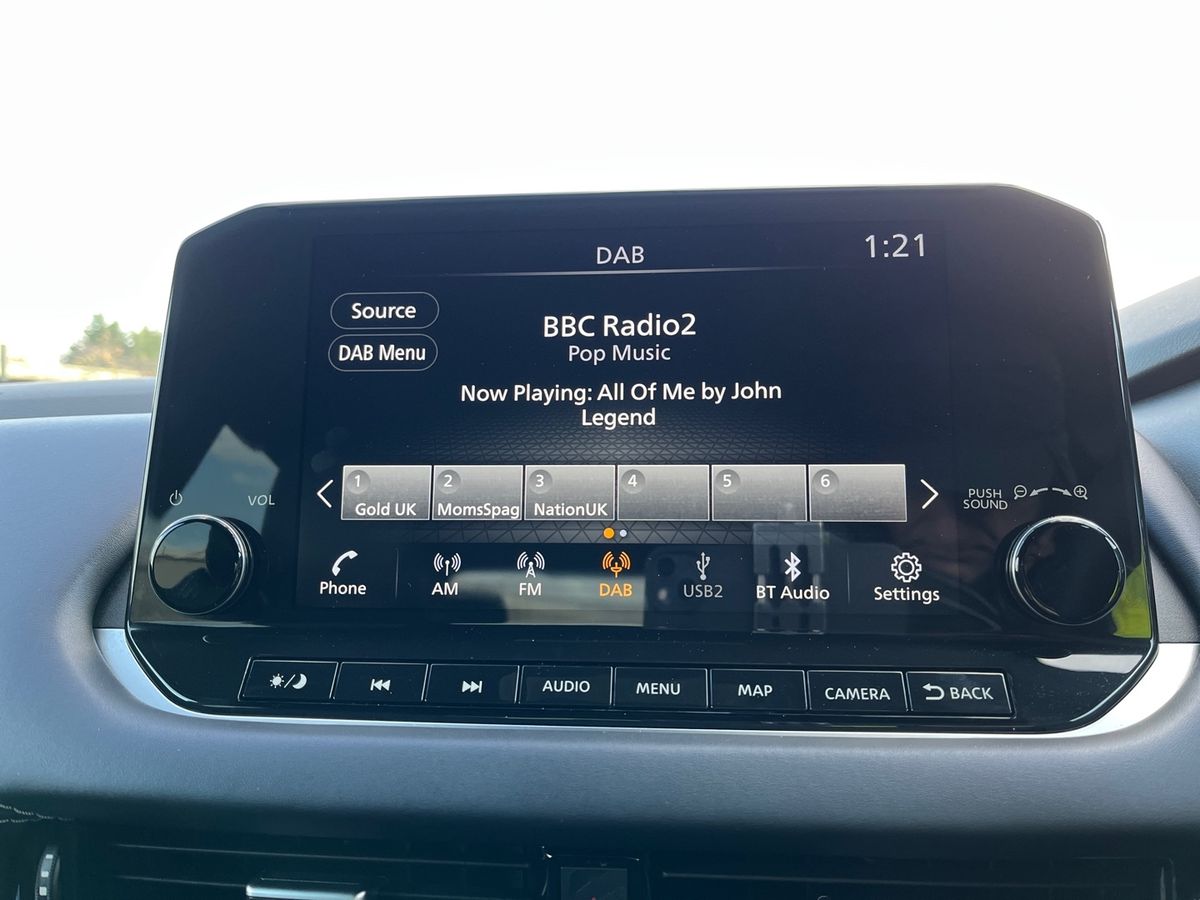 DAB
1:21
Source
DAB Menu
BBC Radio2
Pop Music
Now Playing: All Of Me by John
Legend
VOL
PUSH
SOUND
1
Gold UK
2
MomsSpag
3
NationUK
4
5
6
Phone
AM
FM
DAB
USB2
BT Audio
Settings
AUDIO
MENU
MAP
CAMERA
BACK